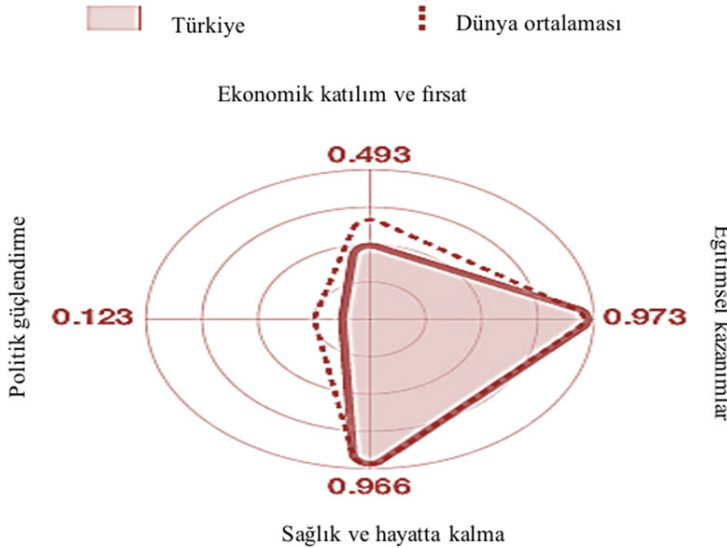 Türkiye
Dünya ortalaması
Ekonomik katılım ve fırsat
0.493
Politik güçlendirme
0.123
0.973
Eğitimsel kazanımlar
0.966
Sağlık ve hayatta kalma